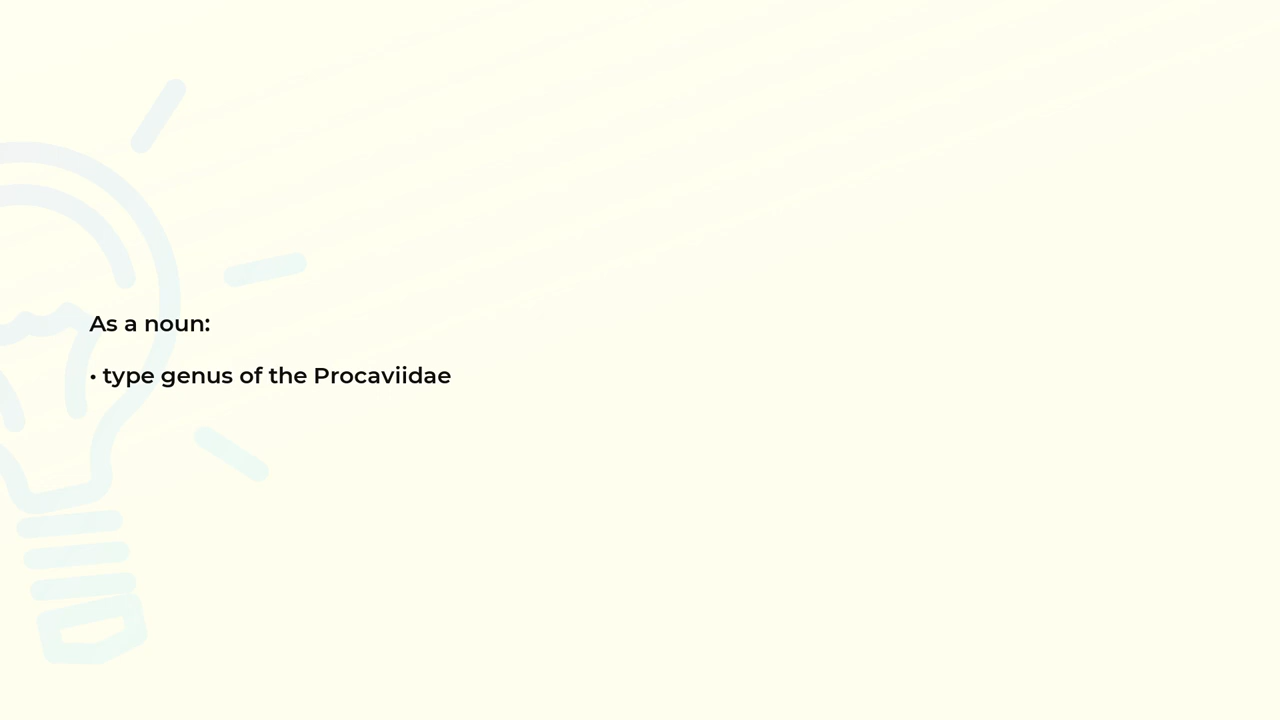 As a noun:
• type genus of the Procaviidae